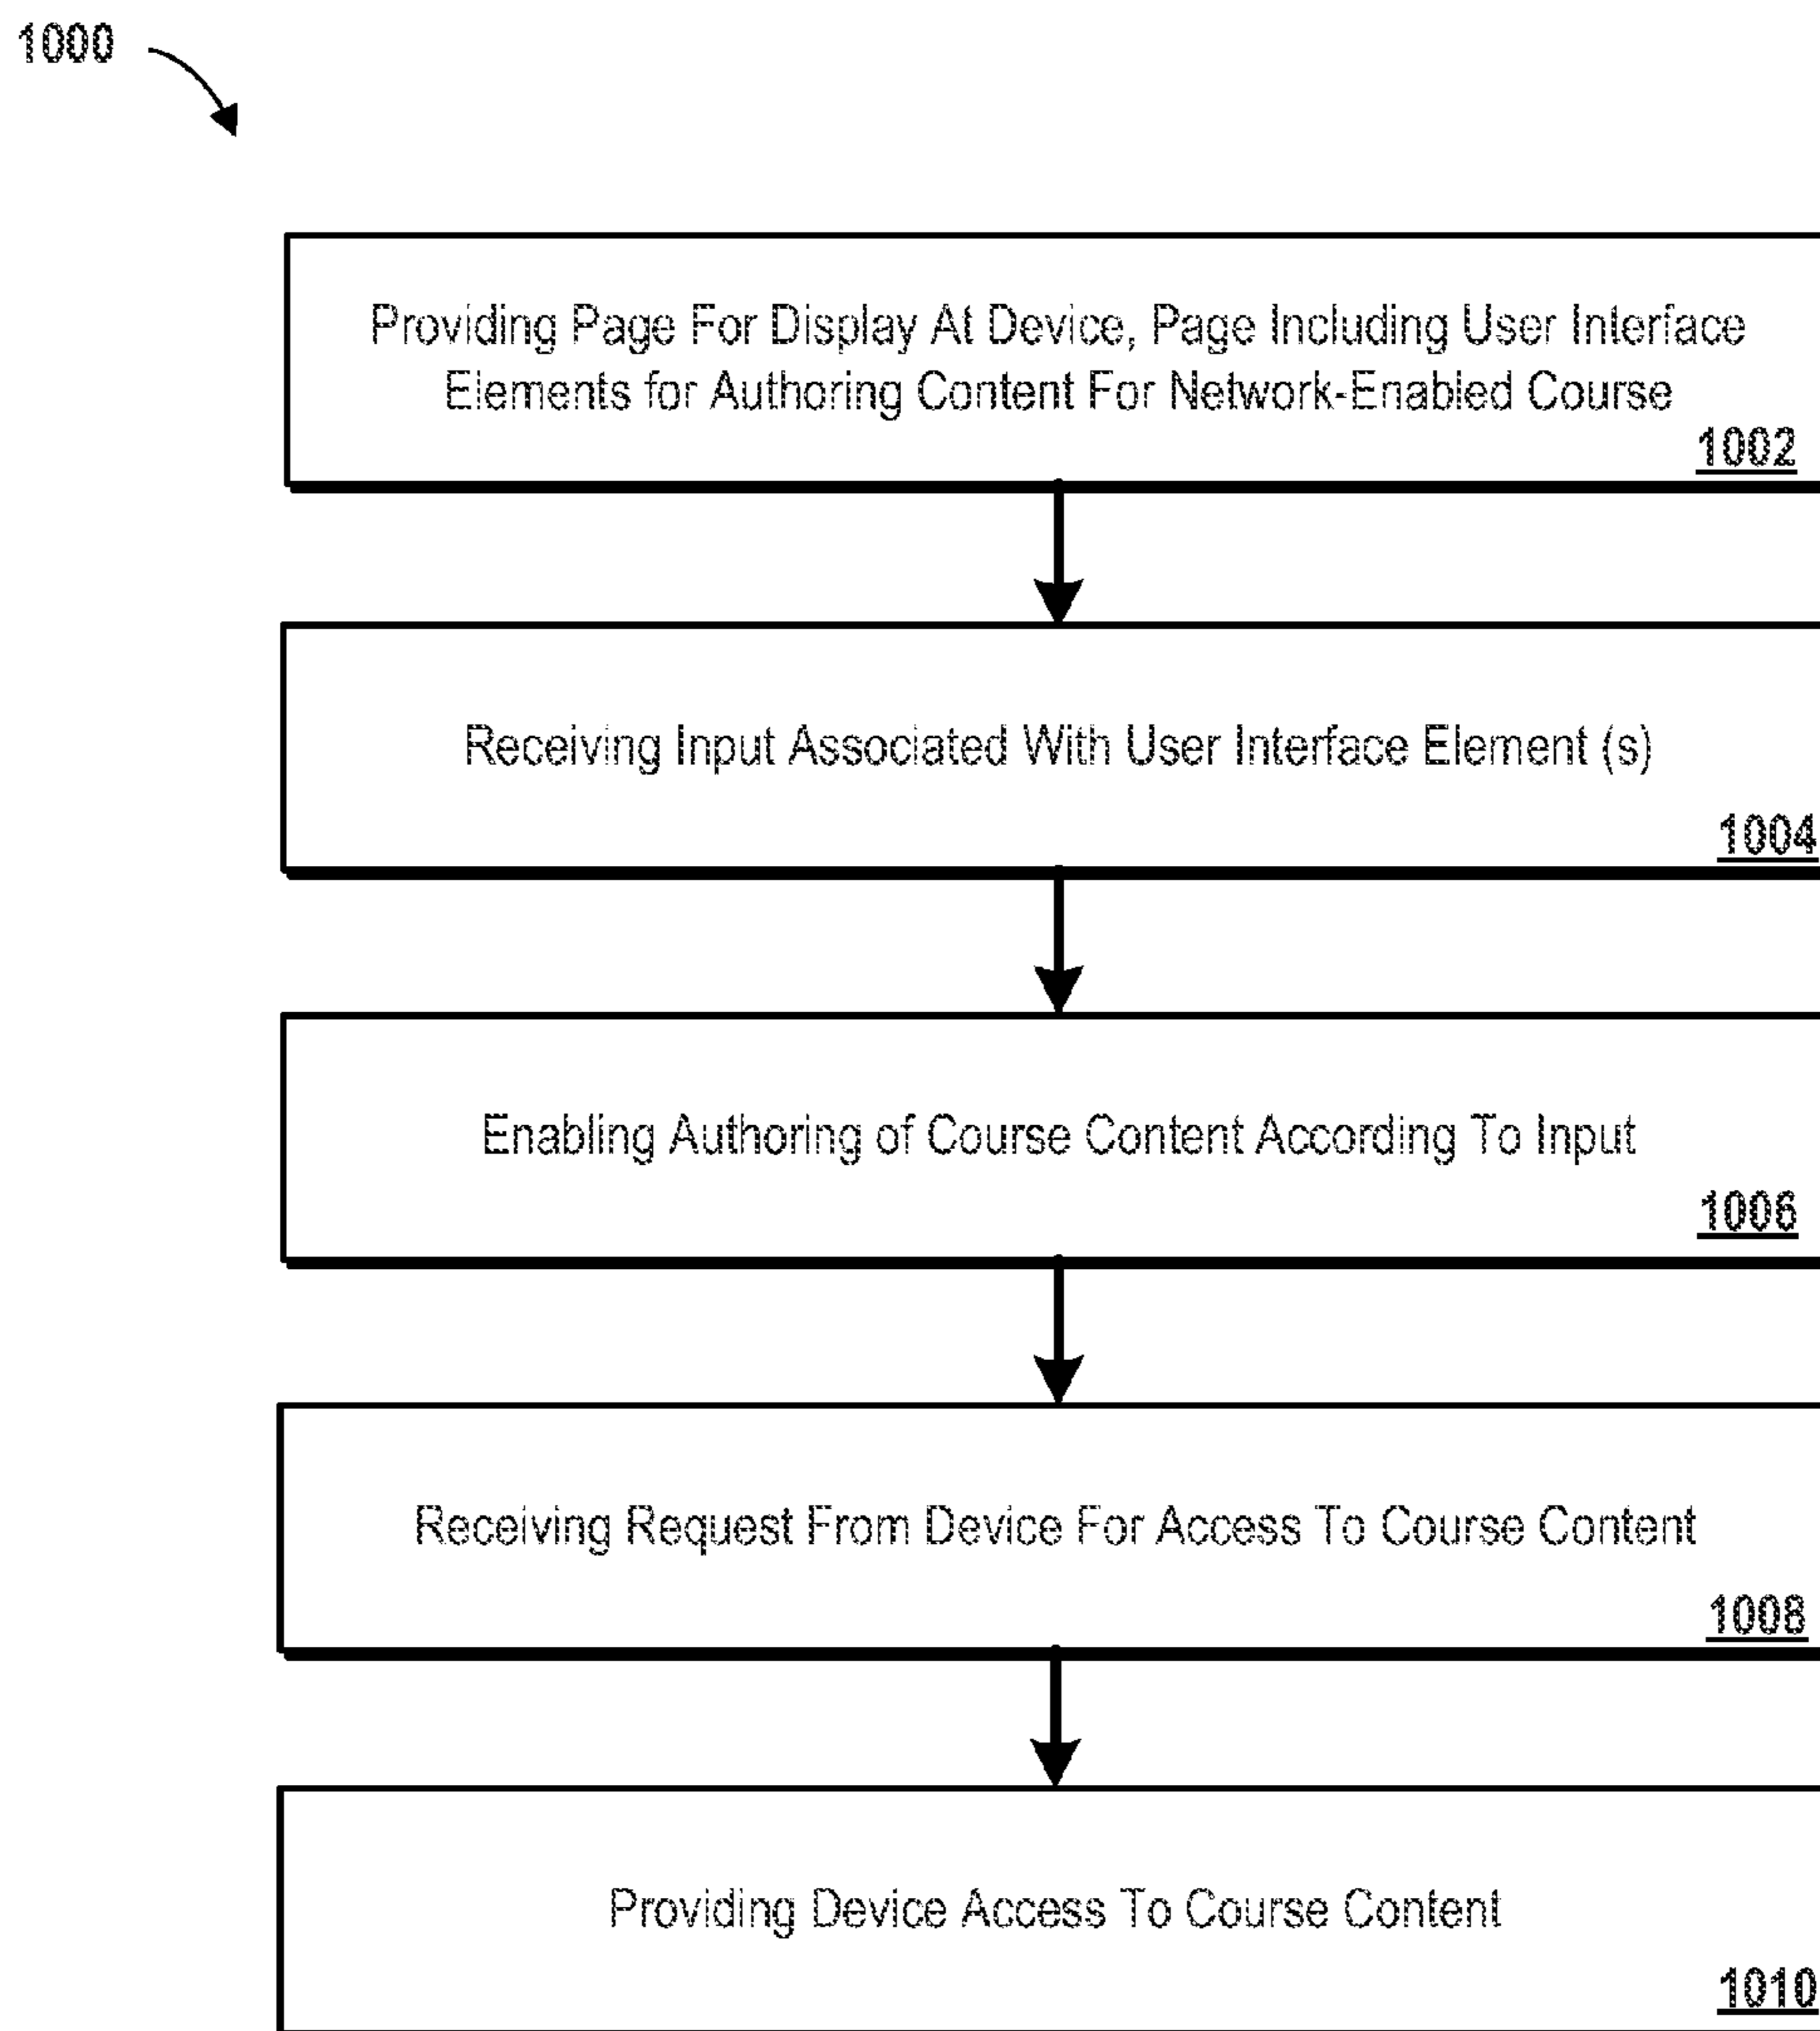 1000
Providing Page For Display At Device, Page Including User Interface
Elements for Authoring Content For Network-Enabled Course
1002
Receiving Input Associated With User Interface Element (s)
1004
Enabling Authoring of Course Content According To Input
1006
Receiving Request From Device For Access To Course Content
1008
Providing Device Access To Course Content
1010